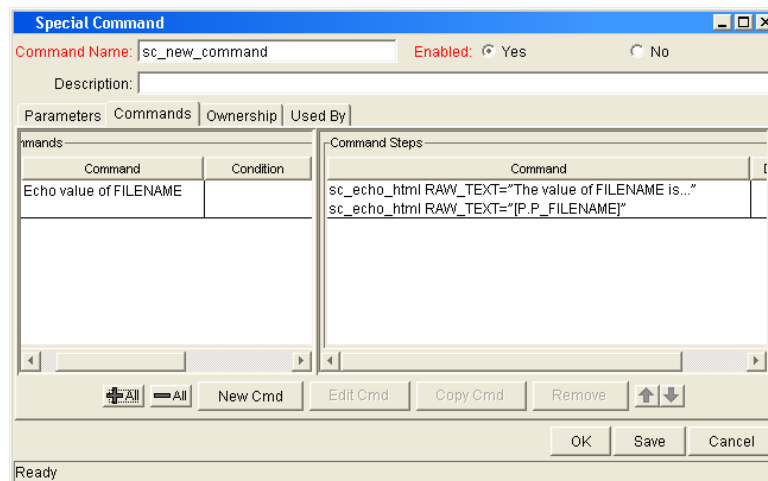 Special Command
Command Name: sc_new_command Enabled: Yes No
Description:
Parameters Commands Ownership Used By
mmands Command Steps
Command Condition Command
Echo value of FILENAME sc_echo_html RAW_TEXT="The value of FILENAME is..."
sc_echo_html RAW_TEXT="[P.P_FILENAME]"
All All New Cmd Edit Cmd Copy Cmd Remove
OK Save Cancel
Ready